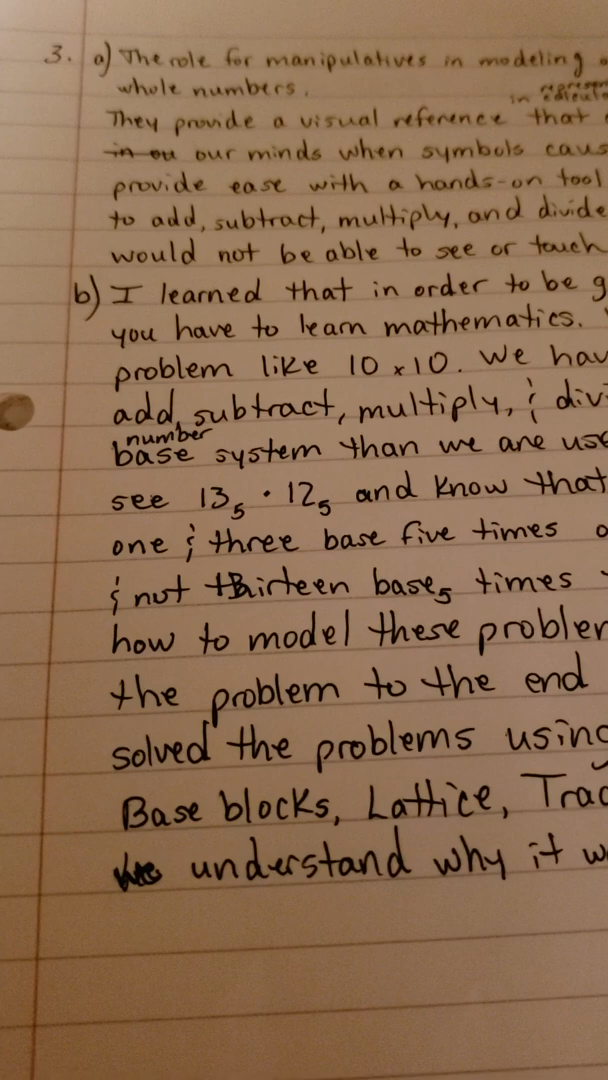 3. a) The role for manipulatives in modeling
whole numbers.
in
They provide a visual reference that
in ou our minds when symbols caus
provide ease with a hands-on tool
to add, subtract, multiply, and divide
would not be able to see or touch
b) I learned that in order to be g
you have to learn mathematics.
problem like 10 x 10. We hav
add, subtract, multiply, & divi
number
base system than we are use
see 13₅ · 12₅ and know that
one & three base five times o
& not thirteen base₅ times
how to model these problem
the problem to the end
solved the problems using
Base blocks, Lattice, Trad
understand why it w